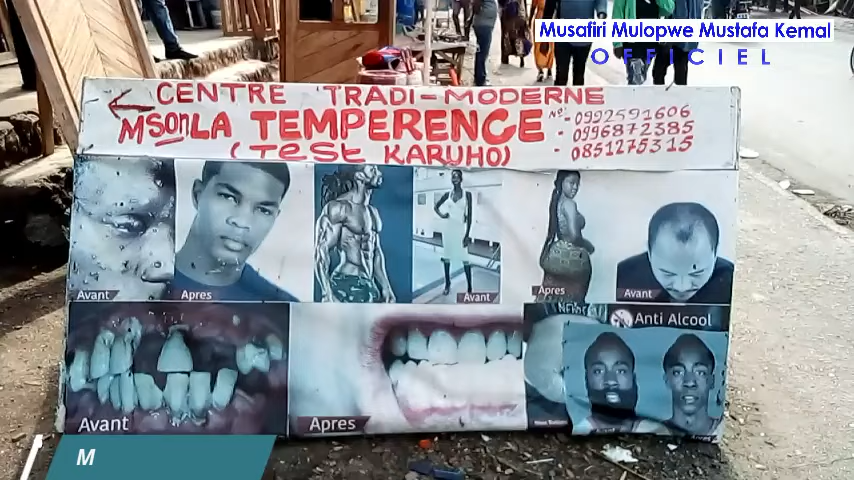 Musafiri Mulopwe Mustafa Kemal
OFFICIEL
CENTRE TRADI-MODERNE
MSONLA TEMPERENCE
(TEST KARUHO)
No:-0992591606
-0996872385
-0851275315
Avant
Apres
Avant
Apres
Avant
Avant
Apres
Anti Alcool
M